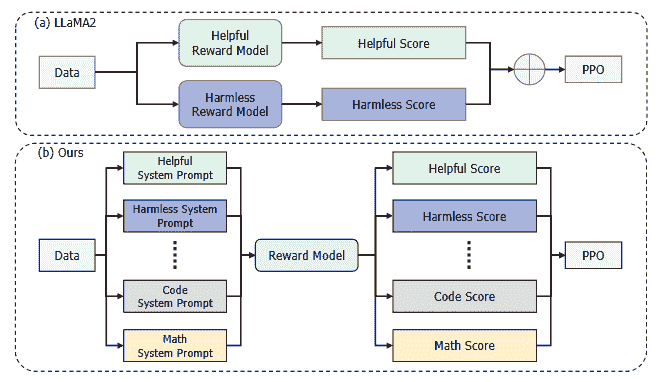 (a) LLaMA2
Data
Helpful
Reward Model
Helpful Score
Harmless
Reward Model
Harmless Score
PPO
(b) Ours
Data
Helpful
System Prompt
Harmless System
Prompt
Code
System Prompt
Math
System Prompt
Reward Model
Helpful Score
Harmless Score
Code Score
Math Score
PPO